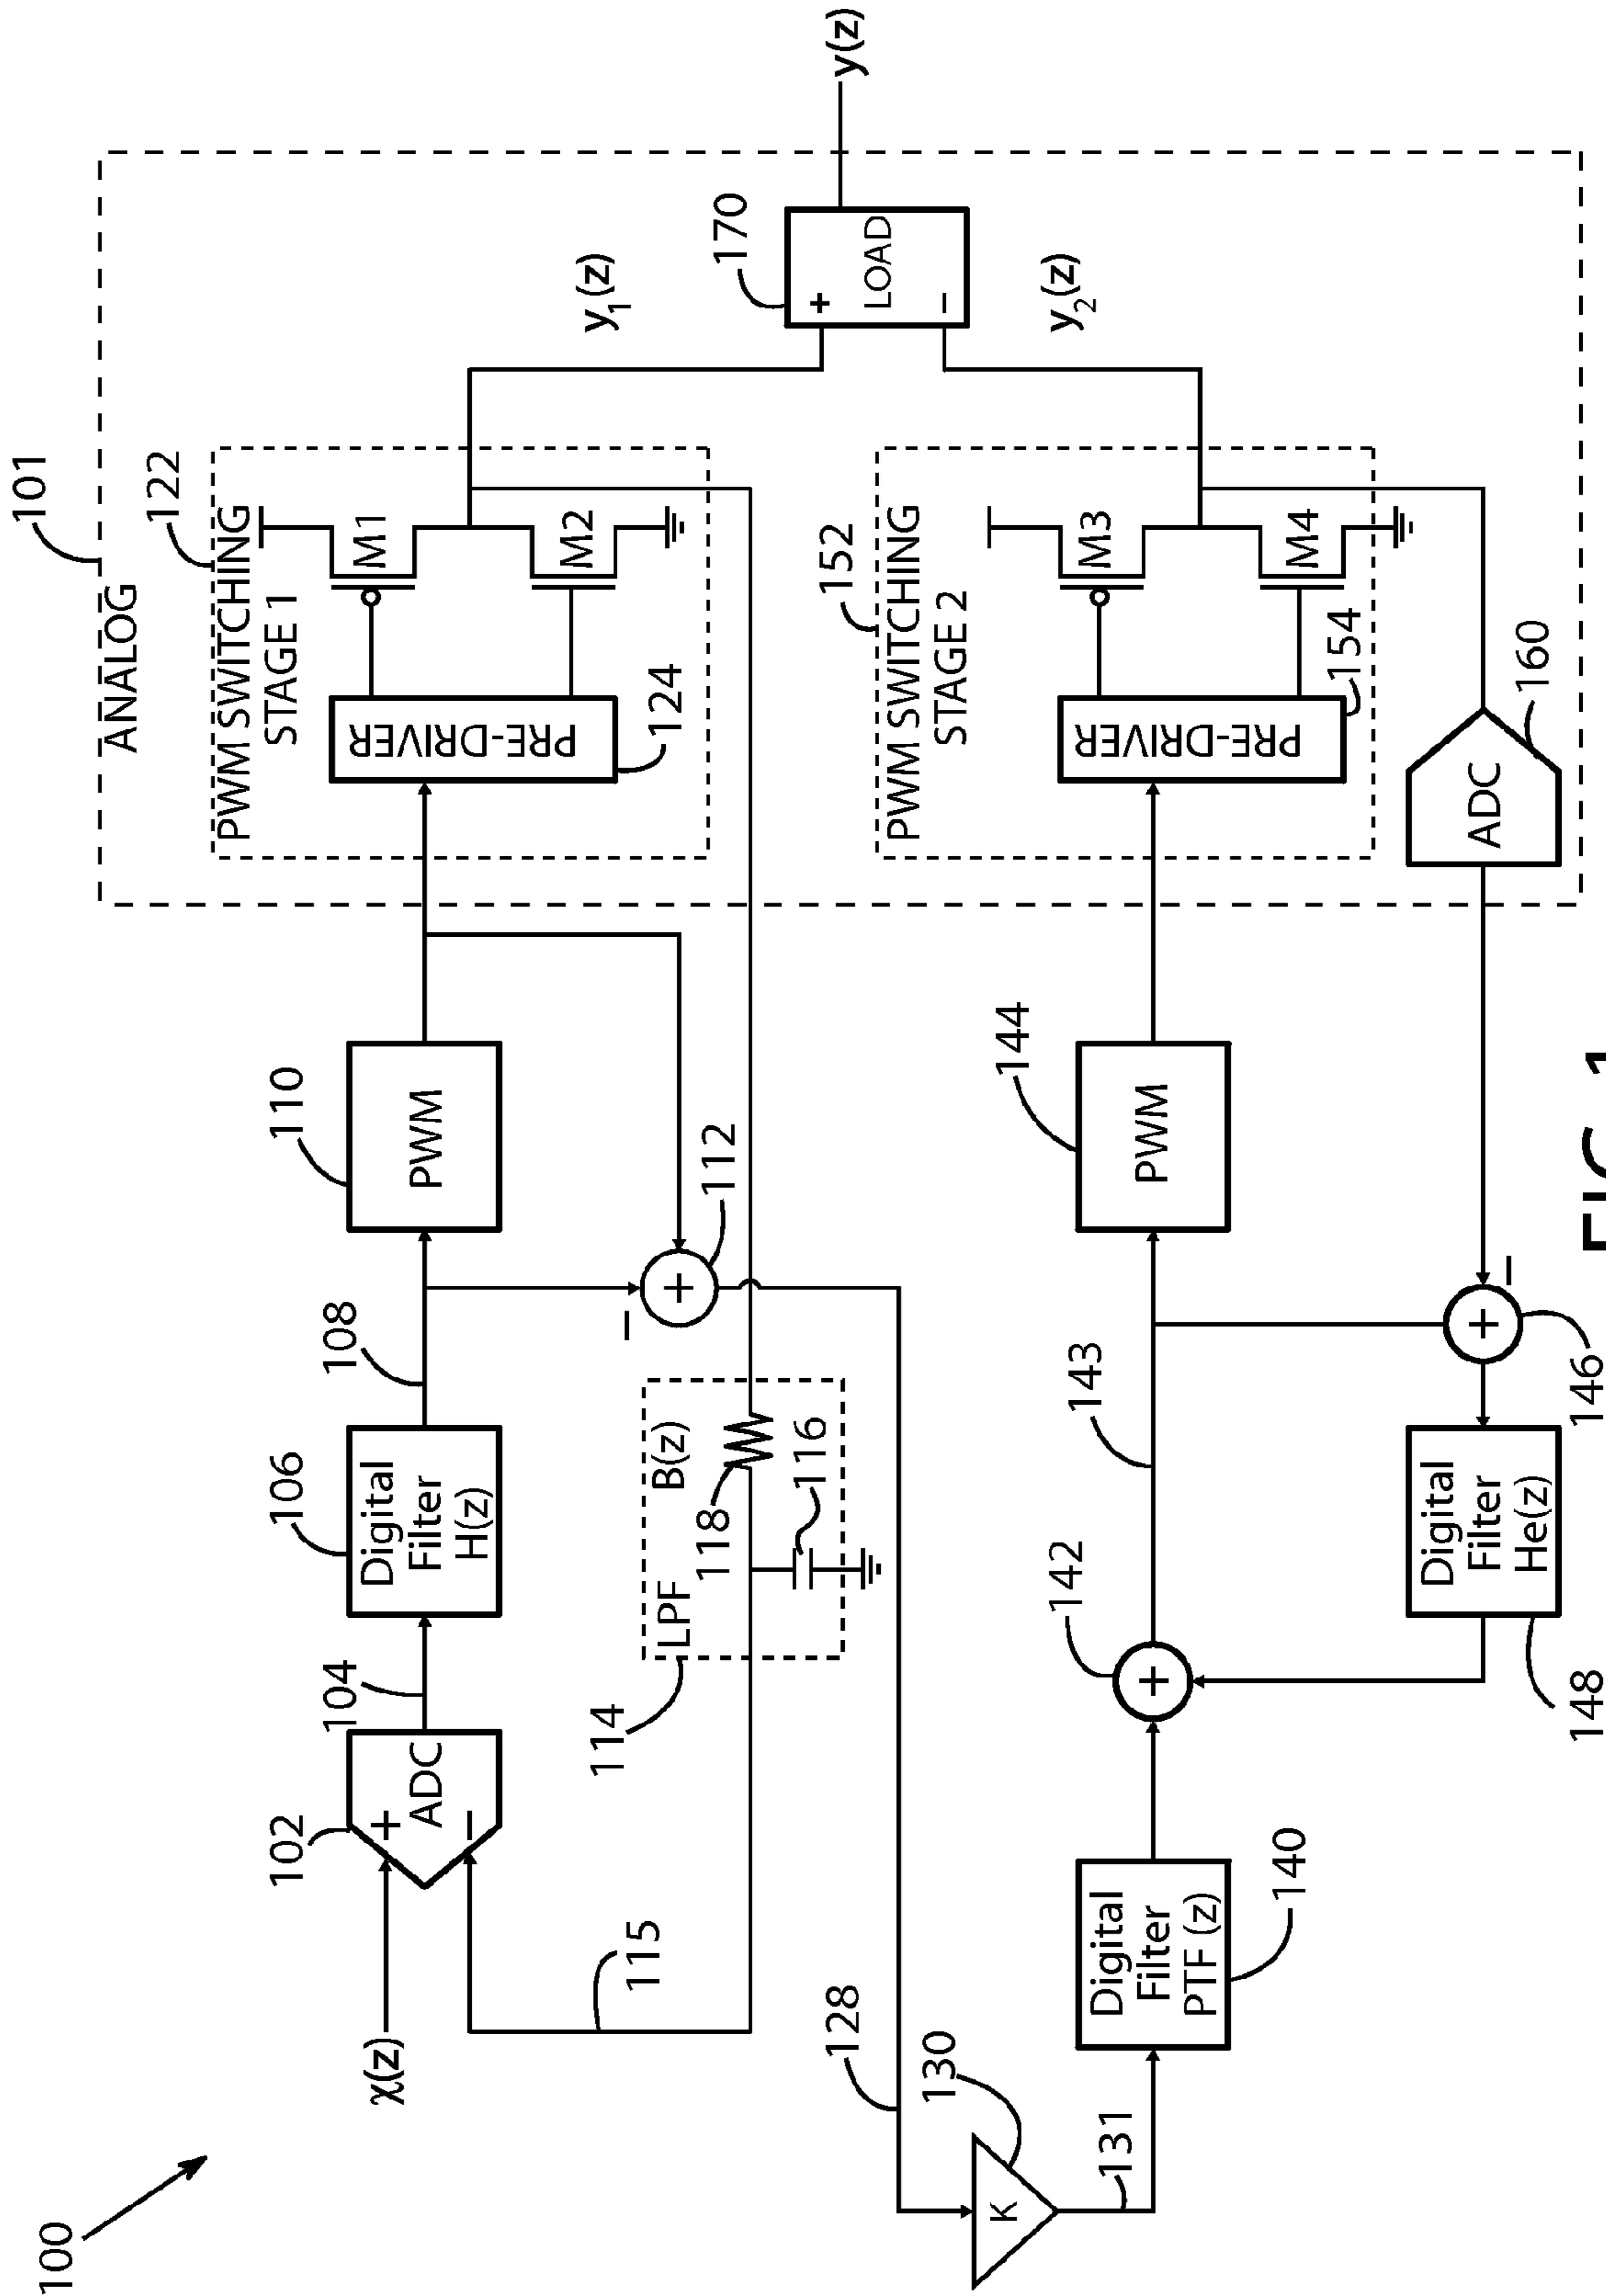 100
101
ANALOG
122
PWM SWITCHING
STAGE 1
M1
M2
PRE-DRIVER
124
y1(z)
170
+
LOAD
−
y(z)
y2(z)
χ(z)
102
+
ADC
−
104
106
Digital
Filter
H(z)
108
110
PWM
−
+
112
114
LPF
B(z)
118
116
115
128
130
K
131
Digital
Filter
PTF (z)
140
142
+
143
144
PWM
152
PWM SWITCHING
STAGE 2
M3
M4
PRE-DRIVER
154
ADC
160
+
−
146
Digital
Filter
He(z)
148
FIG. 1